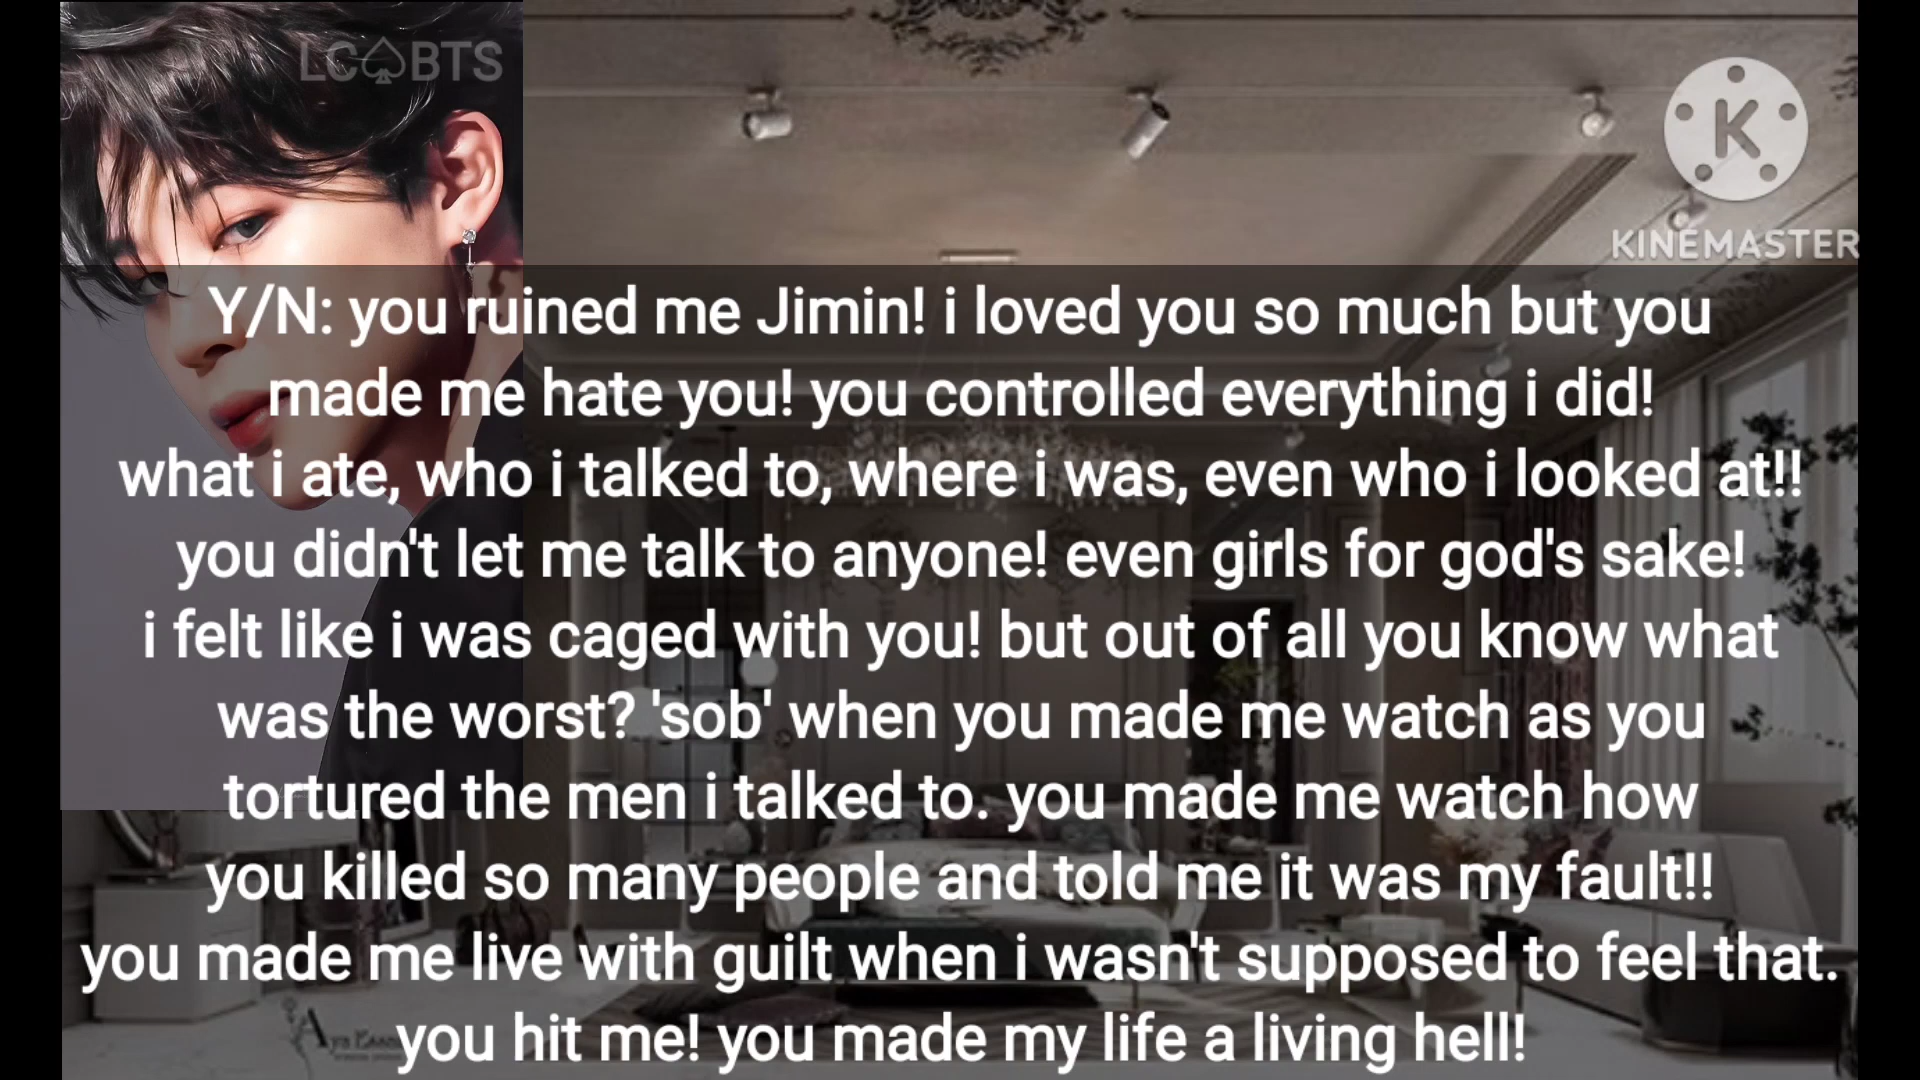 LC♤BTS
K
KINEMASTER
Y/N: you ruined me Jimin! i loved you so much but you
made me hate you! you controlled everything i did!
what i ate, who i talked to, where i was, even who i looked at!!
you didn't let me talk to anyone! even girls for god's sake!
i felt like i was caged with you! but out of all you know what
was the worst? 'sob' when you made me watch as you
tortured the men i talked to. you made me watch how
you killed so many people and told me it was my fault!!
you made me live with guilt when i wasn't supposed to feel that.
you hit me! you made my life a living hell!